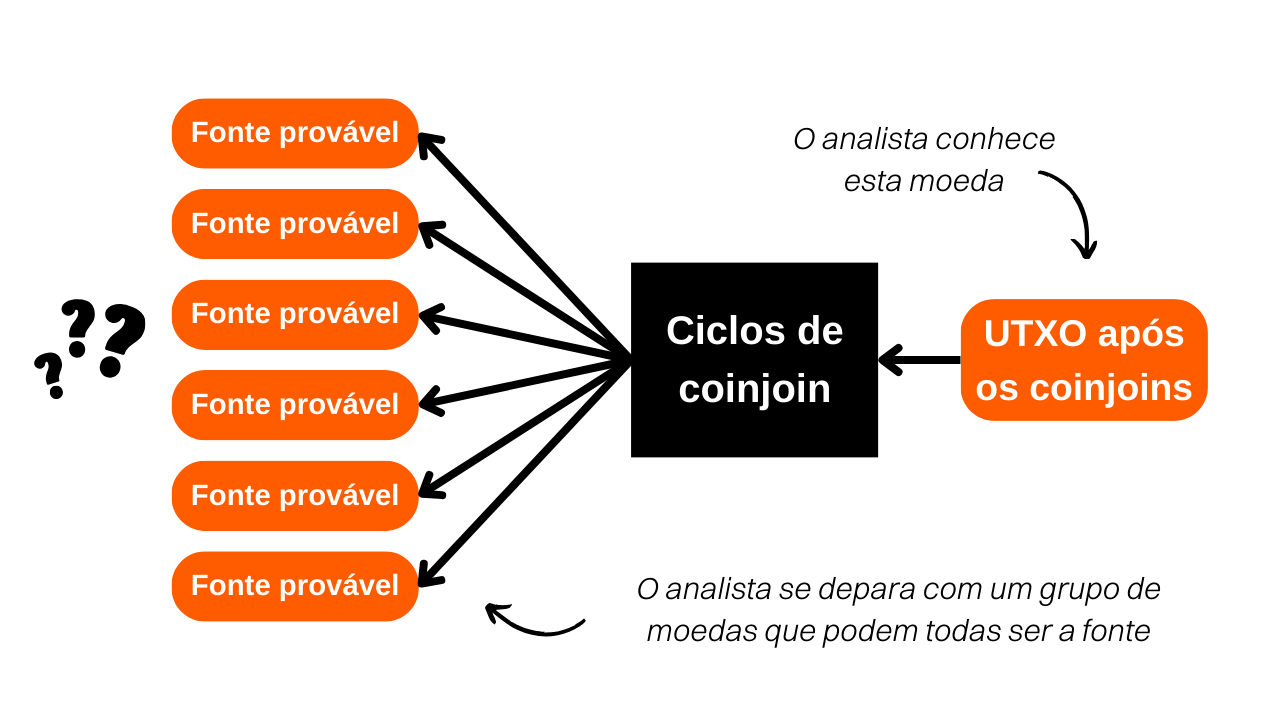 O analista conhece
esta moeda
Fonte provável
Fonte provável
Fonte provável
Fonte provável
Fonte provável
Fonte provável
???
Ciclos de
coinjoin
UTXO após
os coinjoins
O analista se depara com um grupo de
moedas que podem todas ser a fonte